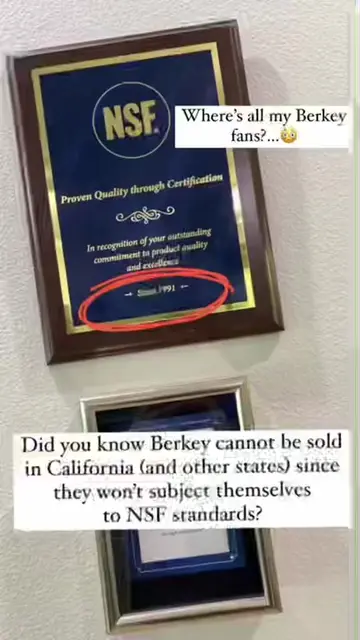 NSF
Where's all my Berkey
fans?...😳
Proven Quality through Certification
In recognition of your outstanding
commitment to product quality
and excellence
→ Since 1991 ←
Did you know Berkey cannot be sold
in California (and other states) since
they won't subject themselves
to NSF standards?